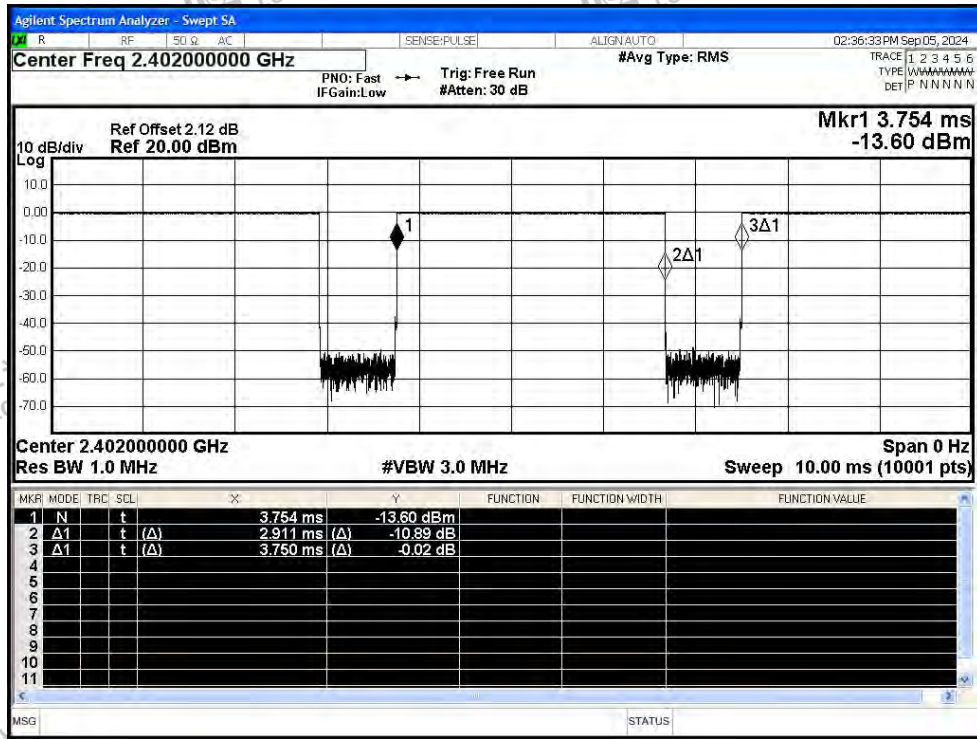 Agilent Spectrum Analyzer - Swept SA
LXI R RF 50 Ω AC SENSE:PULSE ALIGN AUTO 02:36:33 PM Sep 05, 2024
Center Freq 2.402000000 GHz #Avg Type: RMS TRACE 1 2 3 4 5 6
PNO: Fast Trig: Free Run TYPE WWWWWW
IFGain:Low #Atten: 30 dB DET P N N N N N
Mkr1 3.754 ms
Ref Offset 2.12 dB
10 dB/div Ref 20.00 dBm -13.60 dBm
Log
10.0
0.00
1 3Δ1
-10.0
2Δ1
-20.0
-30.0
-40.0
-50.0
-60.0
-70.0
Center 2.402000000 GHz Span 0 Hz
Res BW 1.0 MHz #VBW 3.0 MHz Sweep 10.00 ms (10001 pts)
MKR MODE TRC SCL X Y FUNCTION FUNCTION WIDTH FUNCTION VALUE
1 N t 3.754 ms -13.60 dBm
2 Δ1 t (Δ) 2.911 ms (Δ) -10.89 dB
3 Δ1 t (Δ) 3.750 ms (Δ) -0.02 dB
4
5
6
7
8
9
10
11
MSG STATUS